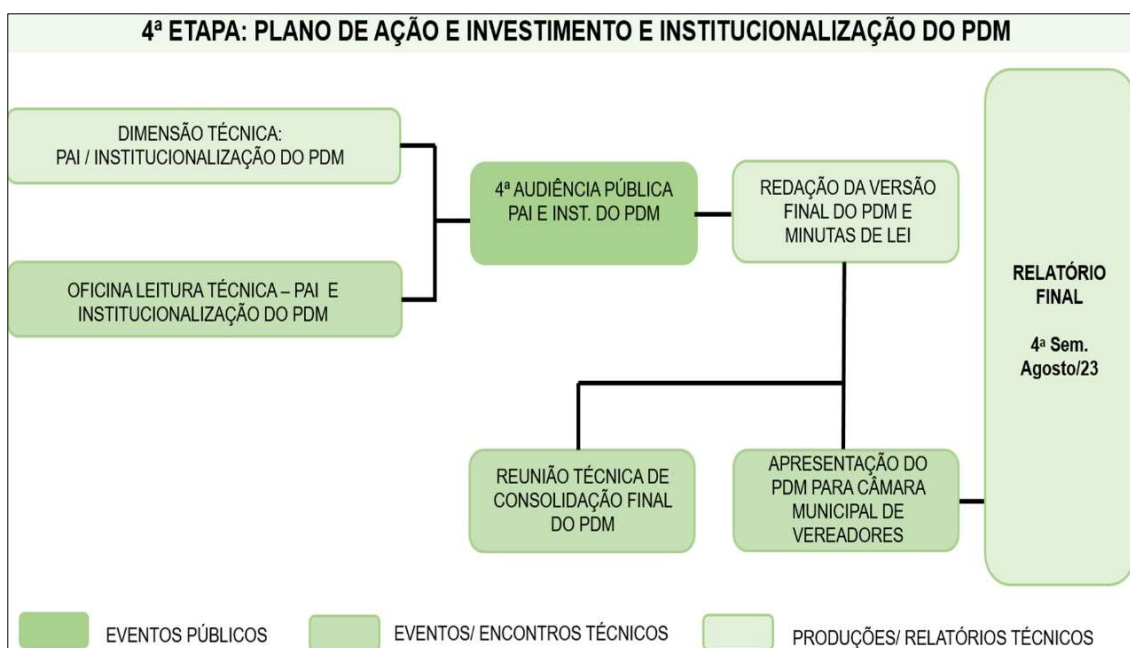 4ª ETAPA: PLANO DE AÇÃO E INVESTIMENTO E INSTITUCIONALIZAÇÃO DO PDM
DIMENSÃO TÉCNICA:
PAI / INSTITUCIONALIZAÇÃO DO PDM
OFICINA LEITURA TÉCNICA – PAI E
INSTITUCIONALIZAÇÃO DO PDM
4ª AUDIÊNCIA PÚBLICA
PAI E INST. DO PDM
REDAÇÃO DA VERSÃO
FINAL DO PDM E
MINUTAS DE LEI
REUNIÃO TÉCNICA DE
CONSOLIDAÇÃO FINAL
DO PDM
APRESENTAÇÃO DO
PDM PARA CÂMARA
MUNICIPAL DE
VEREADORES
RELATÓRIO
FINAL
4ª Sem.
Agosto/23
EVENTOS PÚBLICOS
EVENTOS/ ENCONTROS TÉCNICOS
PRODUÇÕES/ RELATÓRIOS TÉCNICOS